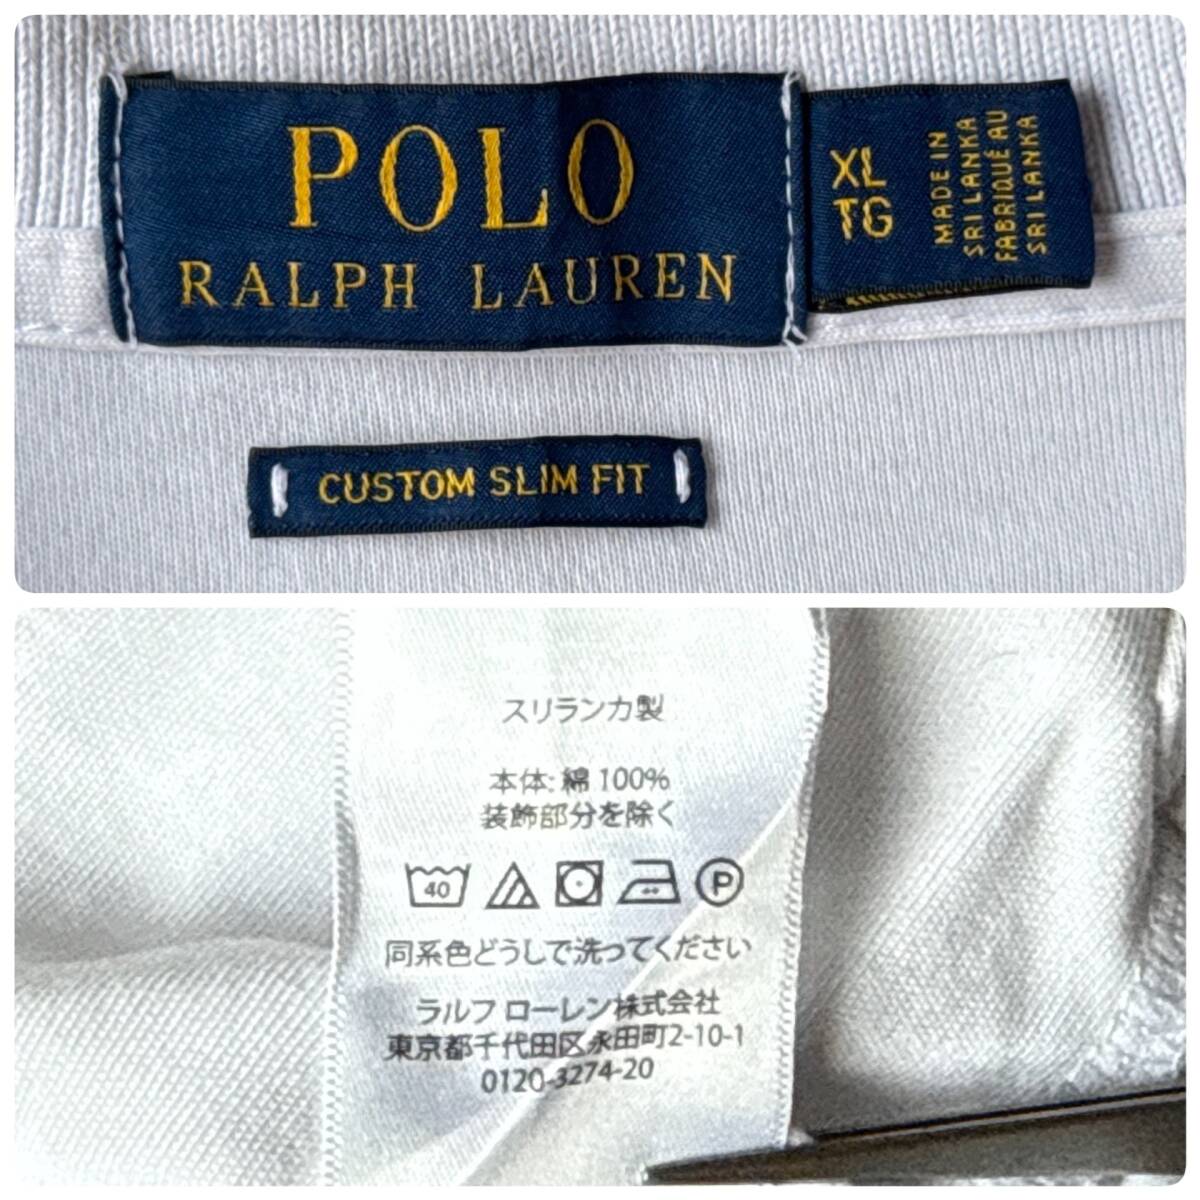 POLO
RALPH LAUREN
XL
TG
MADE IN
SRI LANKA
FABRIQUÉ AU
SRI LANKA
CUSTOM SLIM FIT
スリランカ製
本体: 綿 100%
装飾部分を除く
40
P
同系色どうしで洗ってください
ラルフ ローレン株式会社
東京都千代田区永田町2-10-1
0120-3274-20